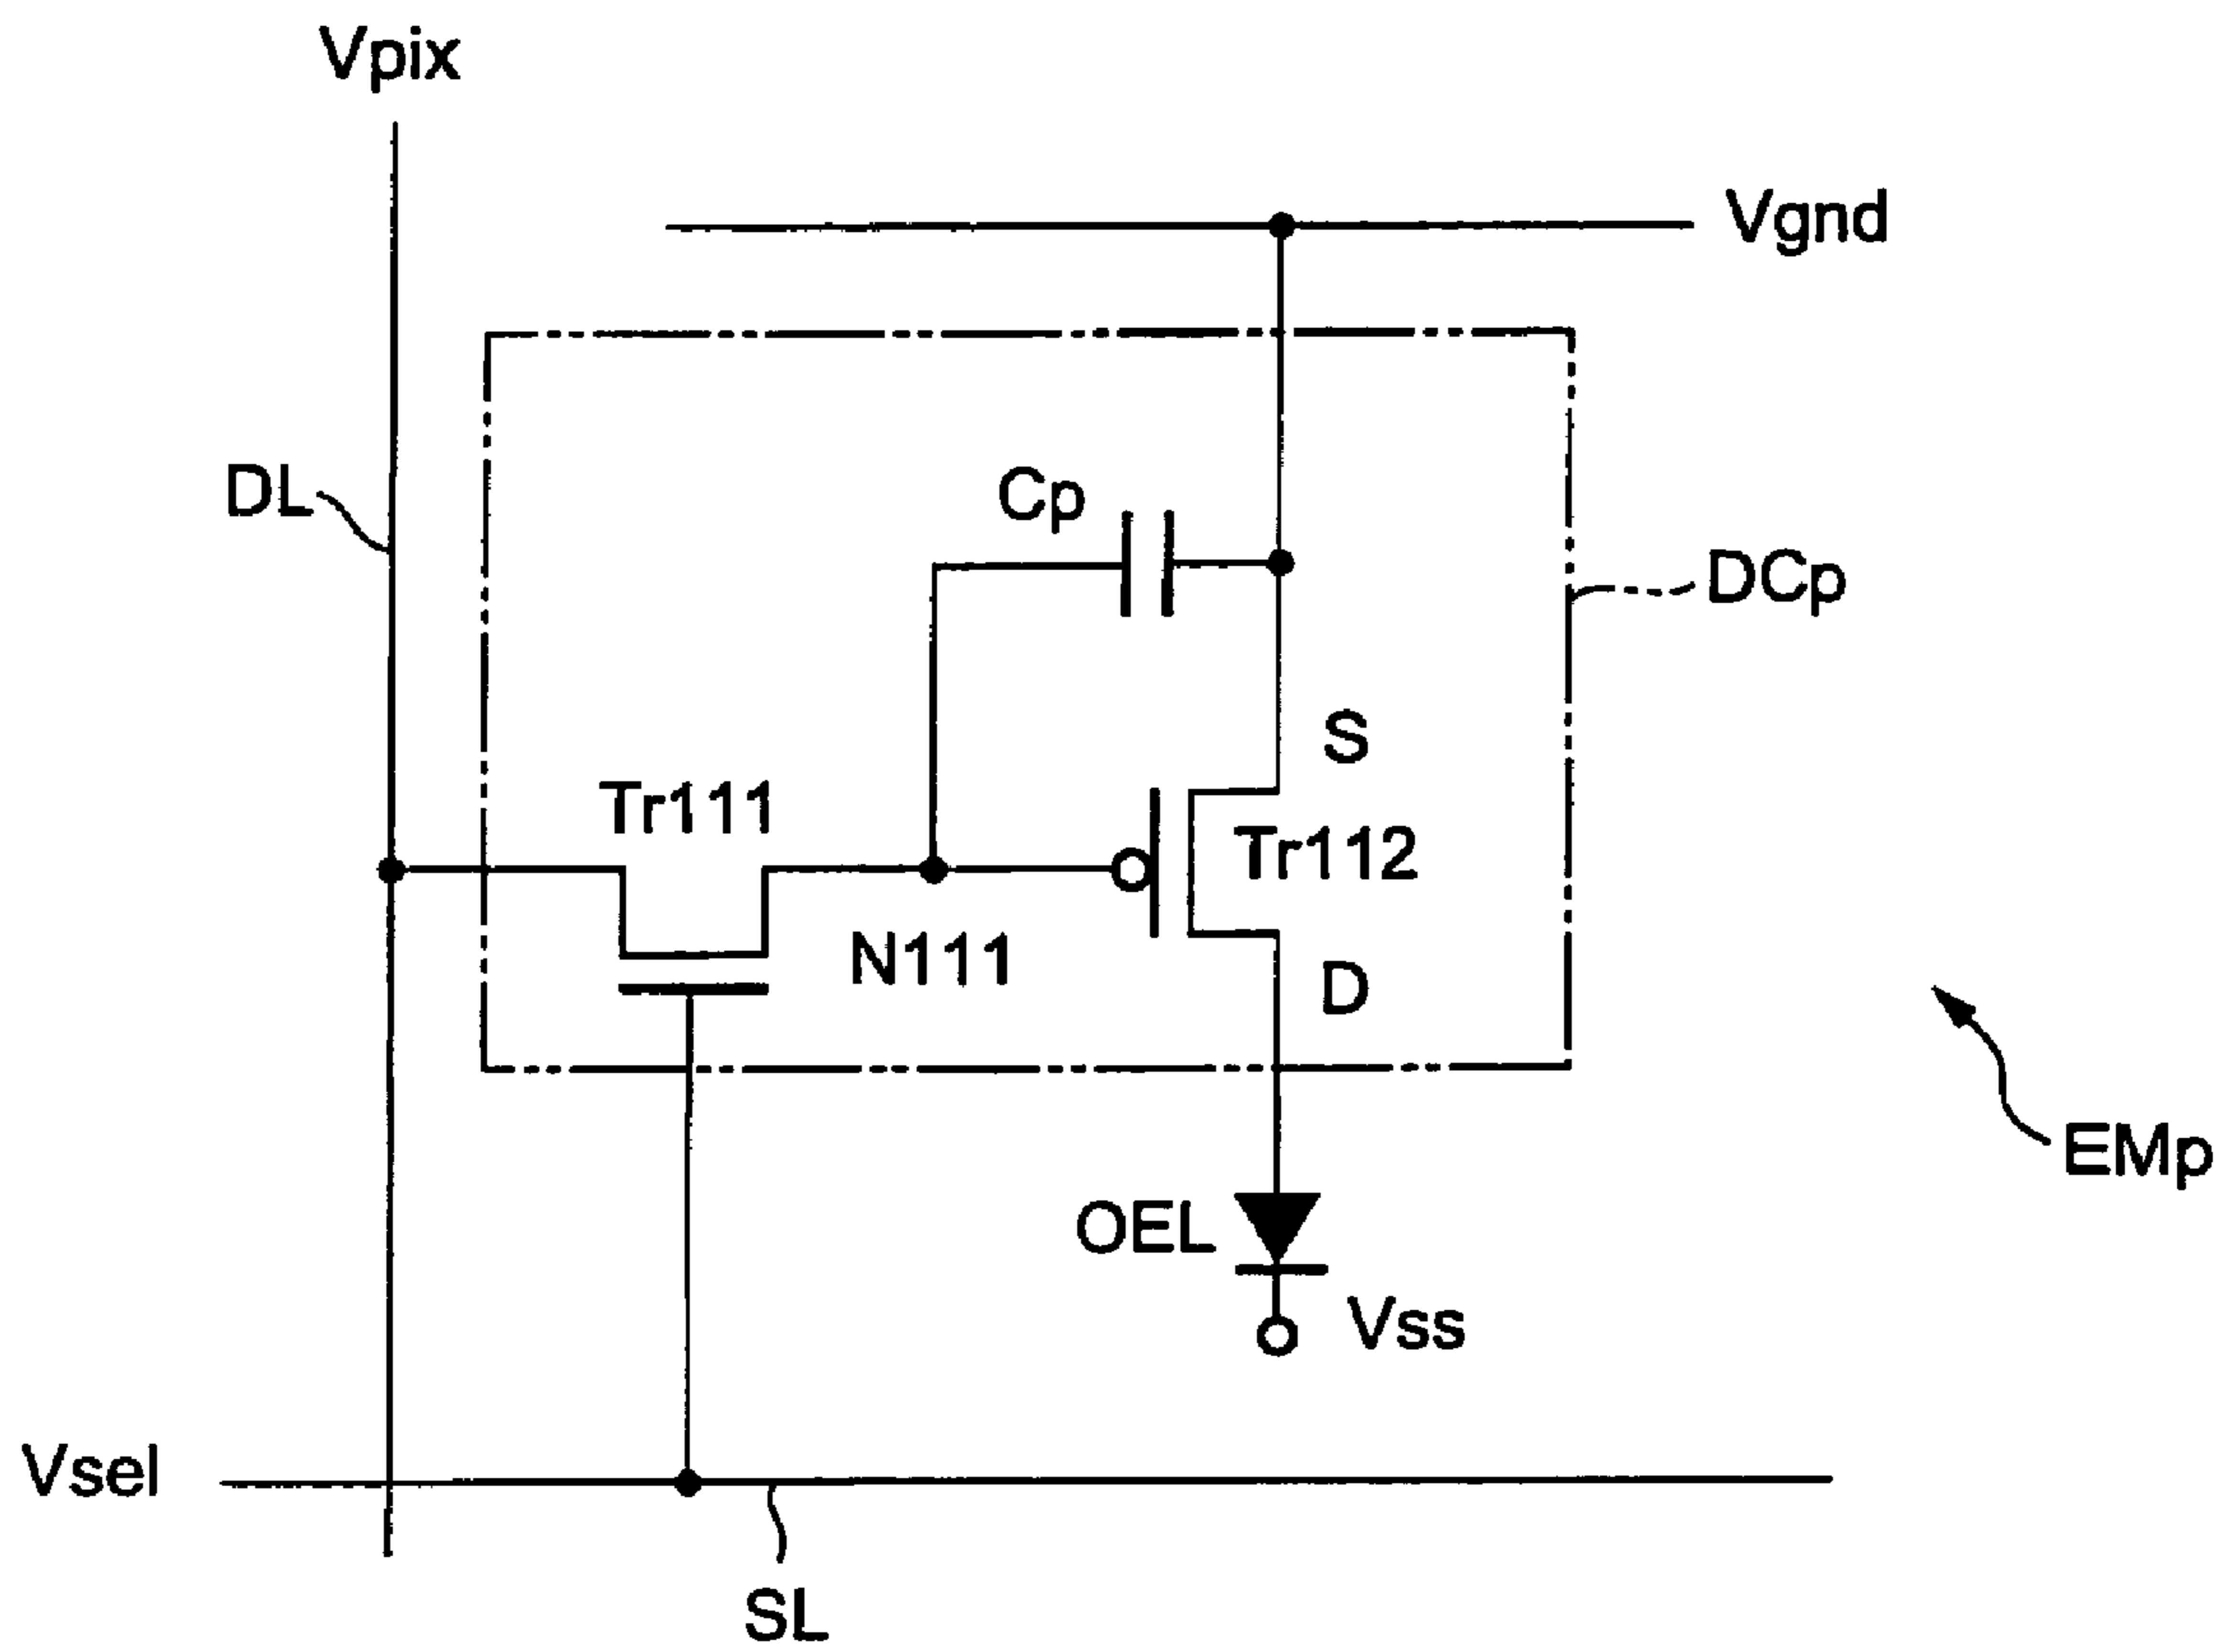 Vpix
Vgnd
DL
Cp
DCp
S
Tr111
Tr112
N111
D
EMp
OEL
Vss
Vsel
SL